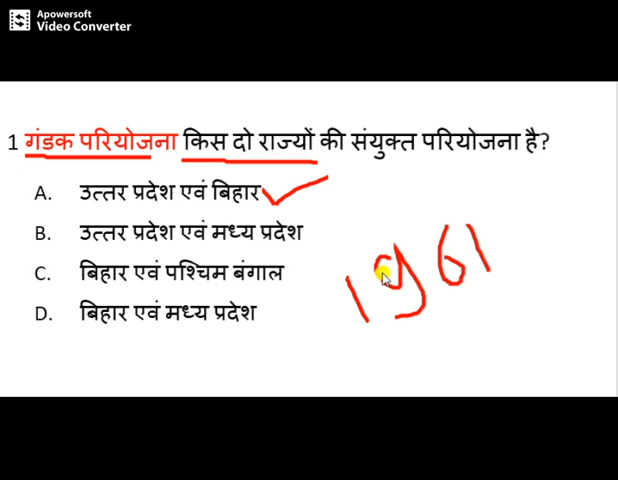 Apowersoft
Video Converter
1 गंडक परियोजना किस दो राज्यों की संयुक्त परियोजना है?
A. उत्तर प्रदेश एवं बिहार
B. उत्तर प्रदेश एवं मध्य प्रदेश
C. बिहार एवं पश्चिम बंगाल
D. बिहार एवं मध्य प्रदेश
1961